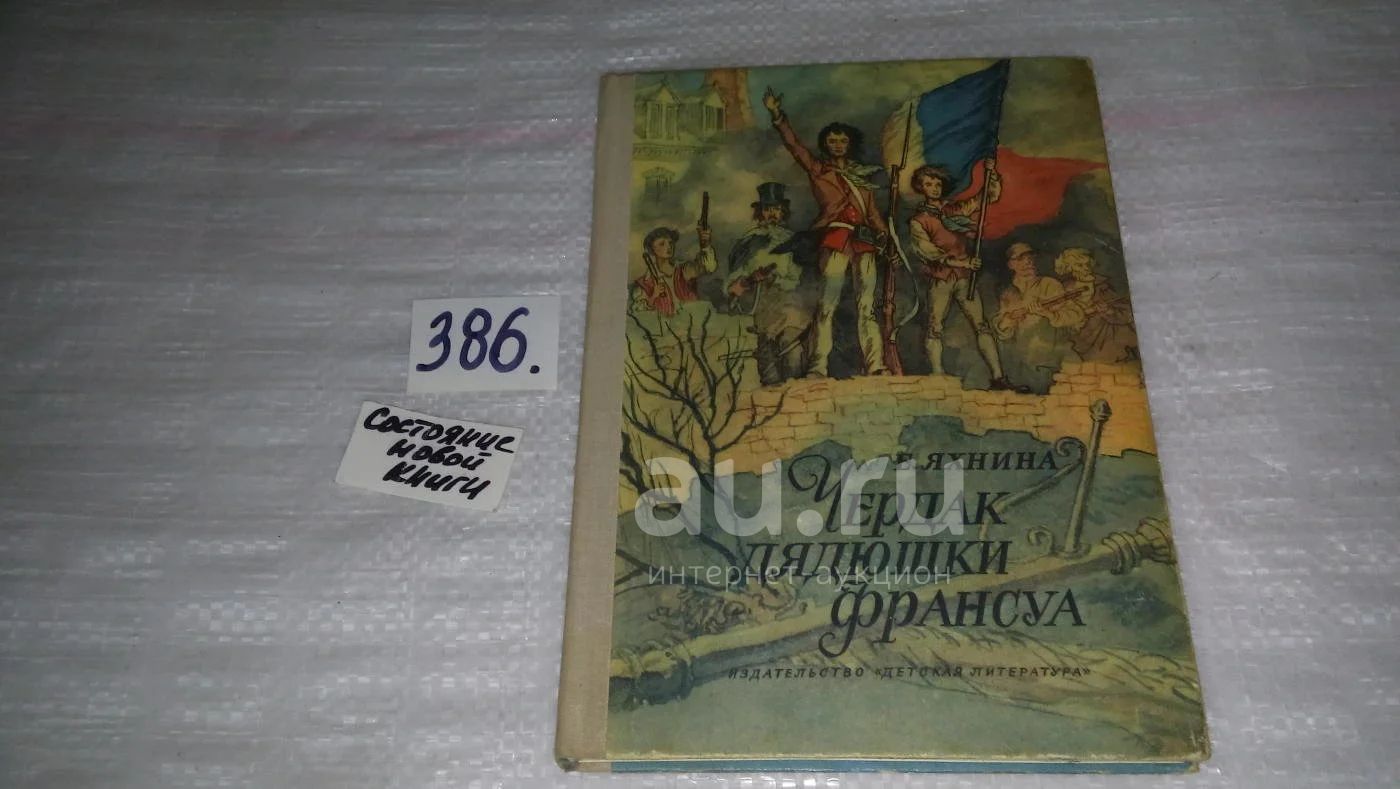 386.
Состояние
новой
книги
Е. ЯХНИНА
ЧЕРДАК
ДЯДЮШКИ
ФРАНСУА
ИЗДАТЕЛЬСТВО «ДЕТСКАЯ ЛИТЕРАТУРА»
au.ru
интернет аукцион